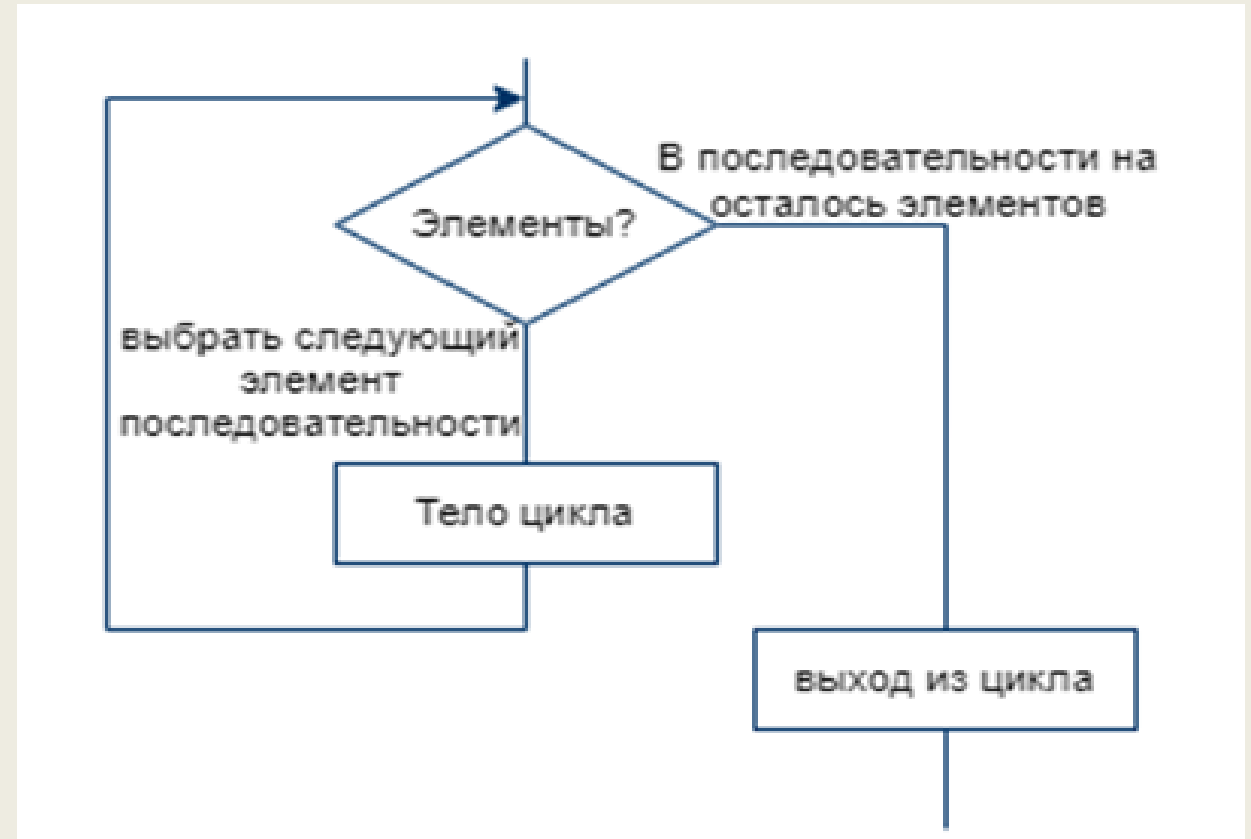 В последовательности на
осталось элементов
Элементы?
выбрать следующий
элемент
последовательности
Тело цикла
выход из цикла